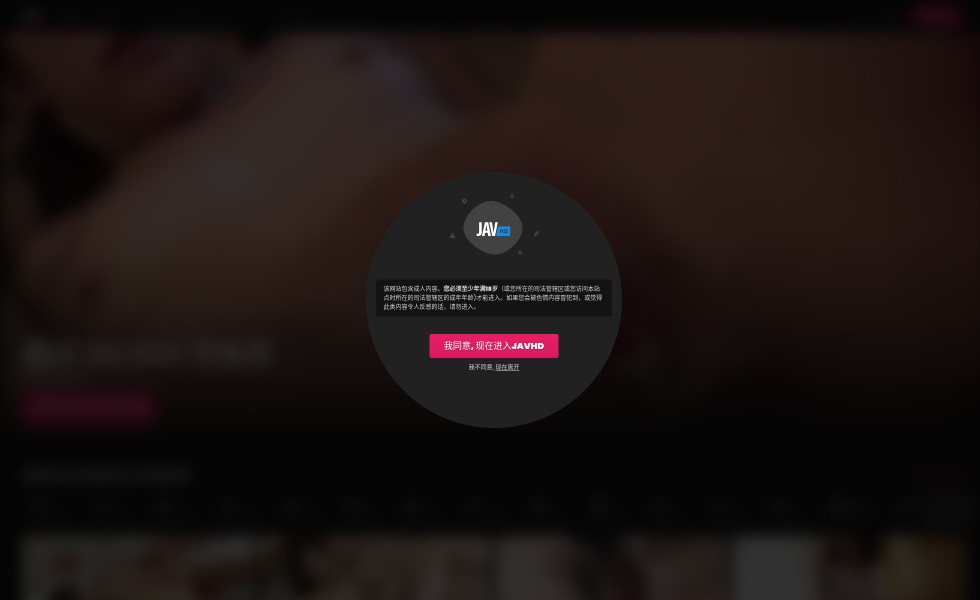 JAV HD
该网站包含成人内容。您必须至少年满18岁（或您所在的司法管辖区或您访问本站
点时所在的司法管辖区的成年年龄)才能进入。如果您会被色情内容冒犯到，或觉得
此类内容令人反感的话，请勿进入。
我同意, 现在进入JAVHD
我不同意, 现在离开